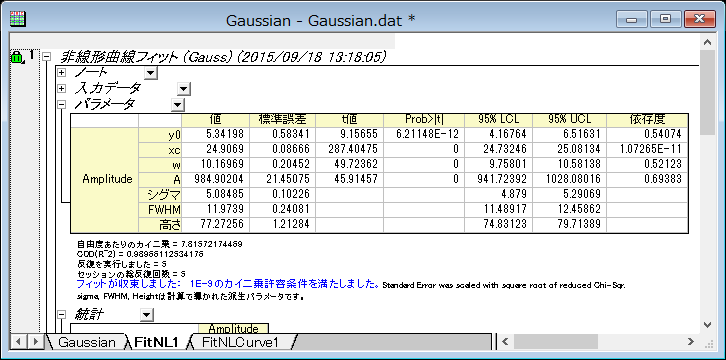 Gaussian - Gaussian.dat *
1
非線形曲線フィット (Gauss) (2015/09/18 13:18:05)
ノート
入力データ
パラメータ
値 標準誤差 t値 Prob>|t| 95% LCL 95% UCL 依存度
y0 5.34198 0.58341 9.15655 6.21148E-12 4.16764 6.51631 0.54074
xc 24.9069 0.08666 287.40475 0 24.73246 25.08134 1.07265E-11
w 10.16969 0.20452 49.72362 0 9.75801 10.58138 0.52123
Amplitude A 984.90204 21.45075 45.91457 0 941.72392 1028.08016 0.69383
シグマ 5.08485 0.10226 4.879 5.29069
FWHM 11.9739 0.24081 11.48917 12.45862
高さ 77.27256 1.21284 74.83123 79.71389
自由度あたりのカイ二乗 = 7.81572174469
COD(R^2) = 0.98955112534175
反復を実行しました = 5
セッションの総反復回数 = 5
フィットが収束しました: 1E-9のカイ二乗許容条件を満たしました。 Standard Error was scaled with square root of reduced Chi-Sqr.
sigma, FWHM, Heightは計算で導かれた派生パラメータです。
統計
Amplitude
Gaussian FitNL1 FitNLCurve1